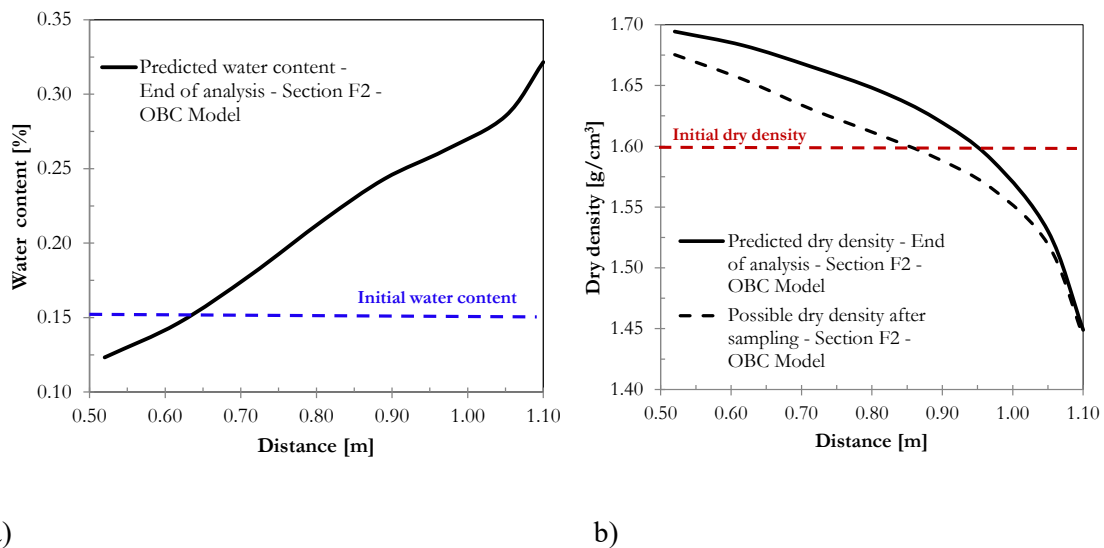 0.35
0.30
0.25
0.20
0.15
0.10
Water content [%]
Predicted water content -
End of analysis - Section F2 -
OBC Model
Initial water content
0.50
0.60
0.70
0.80
0.90
1.00
1.10
Distance [m]
)
1.70
1.65
1.60
1.55
1.50
1.45
1.40
Dry density [g/cm³]
Initial dry density
Predicted dry density - End
of analysis - Section F2 -
OBC Model
Possible dry density after
sampling - Section F2 -
OBC Model
0.50
0.60
0.70
0.80
0.90
1.00
1.10
Distance [m]
b)